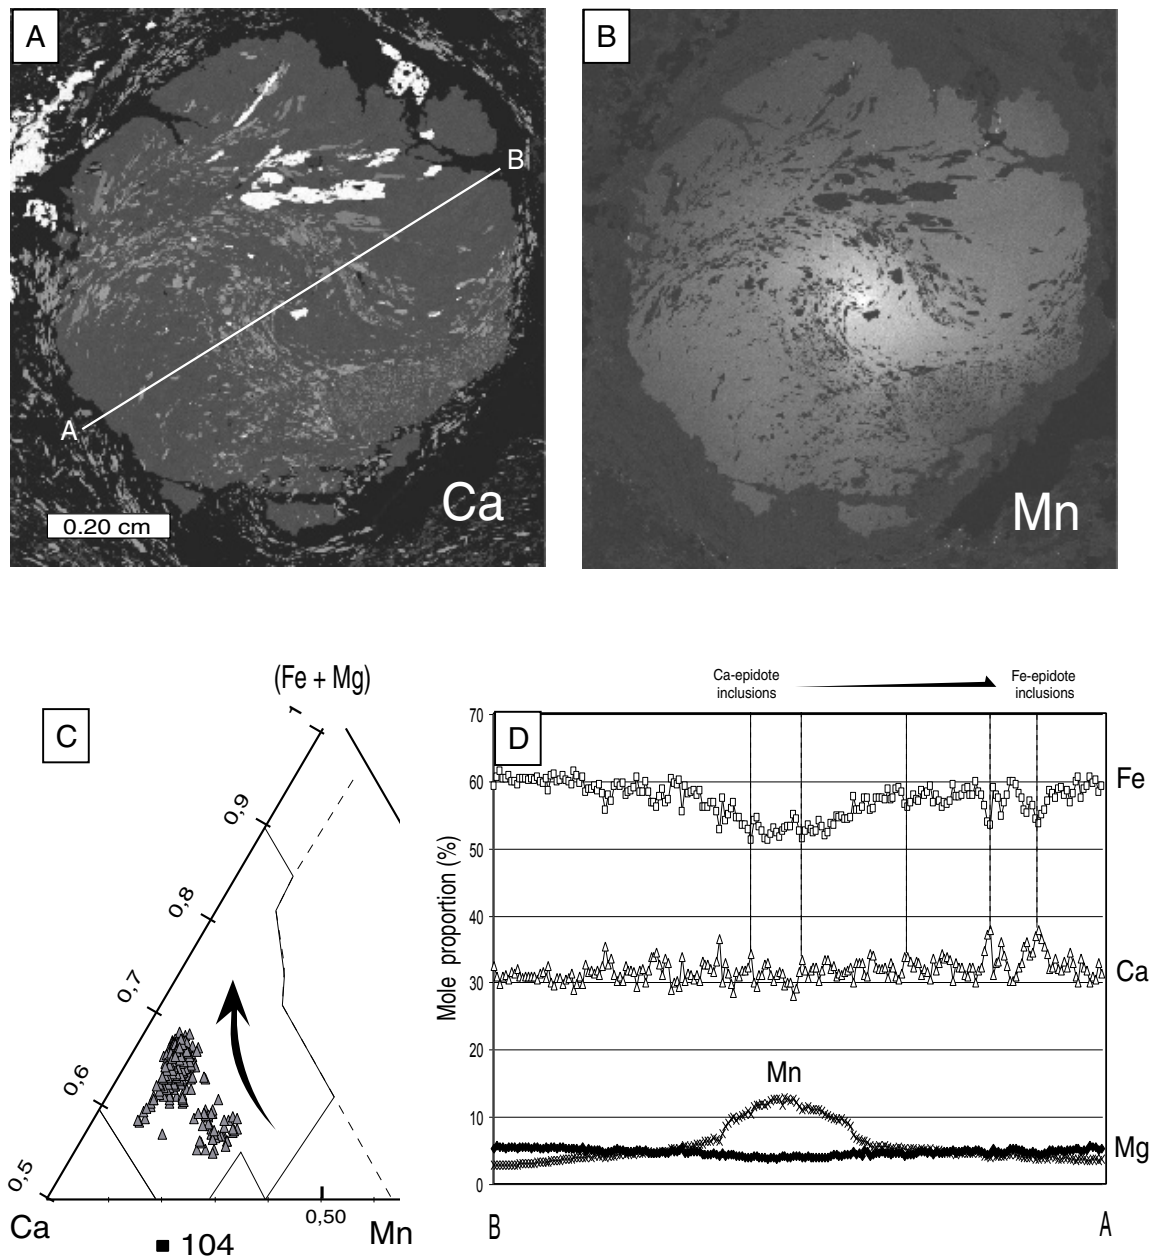 A
B
B
A
Ca
0.20 cm
Mn
(Fe + Mg)
C
1
0,9
0,8
0,7
0,6
0,5
0,50
Ca
Mn
■ 104
Ca-epidote
inclusions
Fe-epidote
inclusions
D
Mole proportion (%)
70
60
50
40
30
20
10
0
Fe
Ca
Mn
Mg
B
A